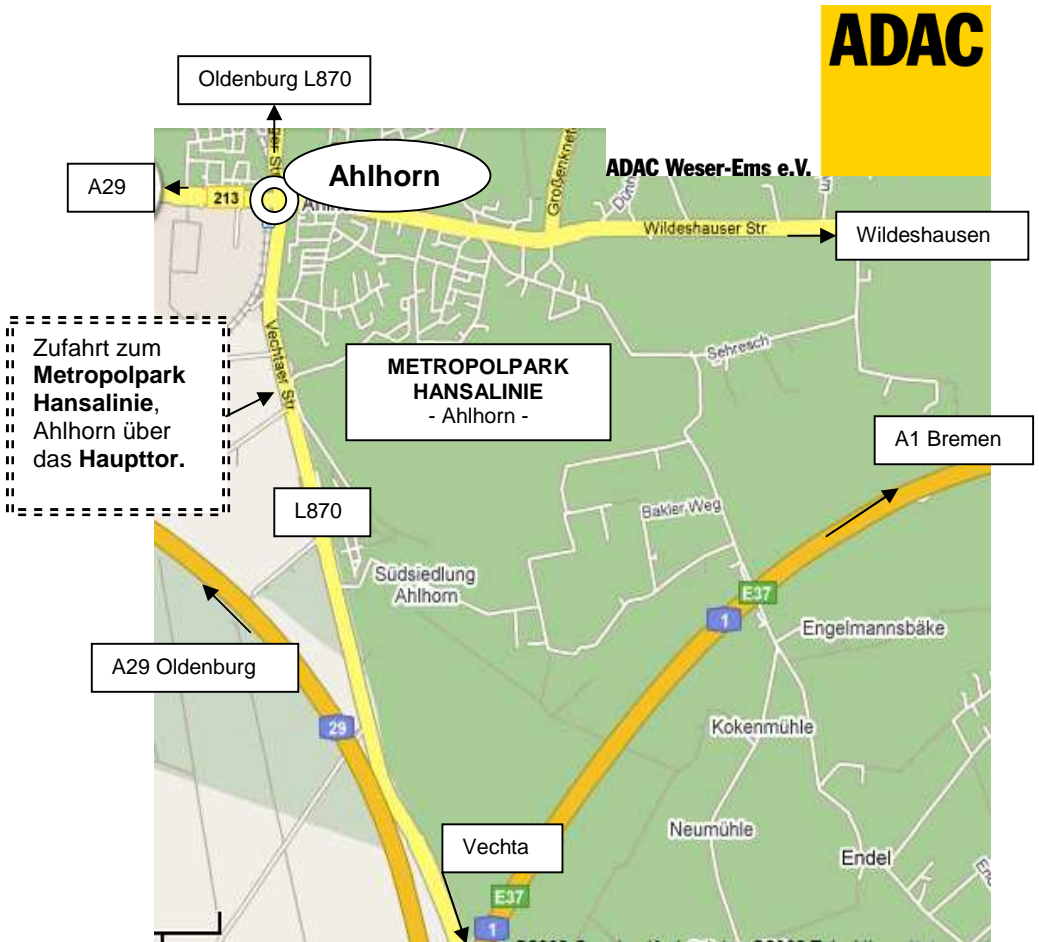 ADAC
Oldenburg L870
ADAC Weser-Ems e.V.
Ahlhorn
A29
213
Wildeshauser Str.
Wildeshausen
Vechtaer Str.
Sehresch
Zufahrt zum
Metropolpark
Hansalinie,
Ahlhorn über
das Haupttor.
METROPOLPARK
HANSALINIE
- Ahlhorn -
A1 Bremen
L870
Bakler Weg
Südsiedlung
Ahlhorn
E37
1
Engelmannsbäke
A29 Oldenburg
29
Kokenmühle
Neumühle
Vechta
Endel
E37
1